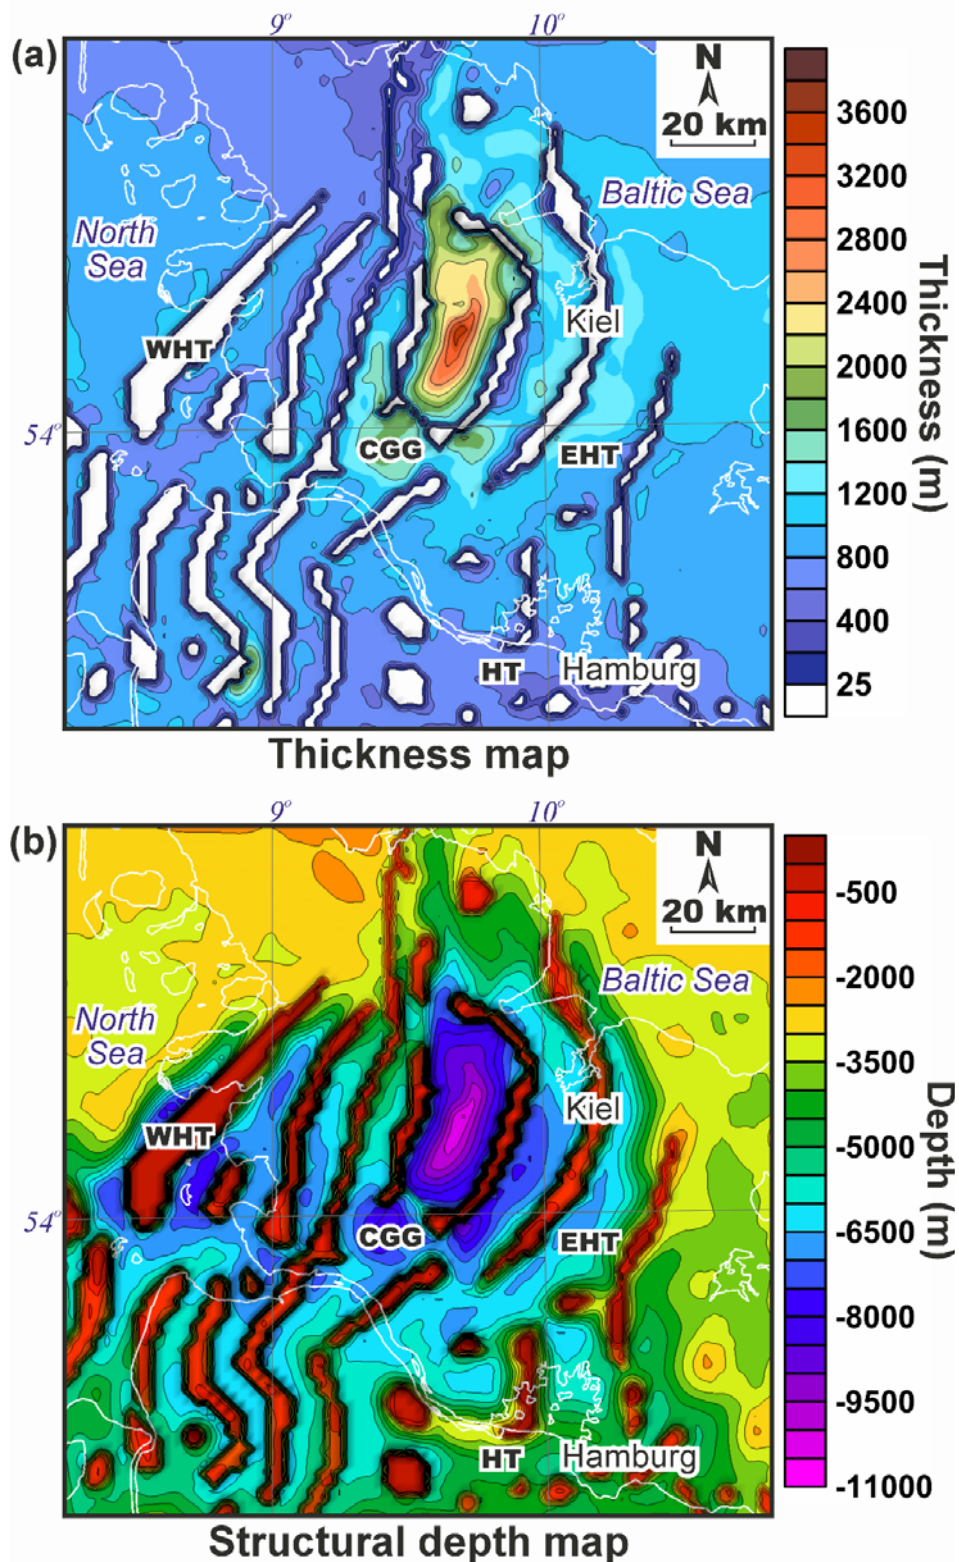 (a)
9°
10°
N
20 km
North
Sea
Baltic Sea
WHT
Kiel
54°
CGG
EHT
HT
Hamburg
3600
3200
2800
2400
2000
1600
1200
800
400
25
Thickness (m)
Thickness map
(b)
9°
10°
N
20 km
North
Sea
Baltic Sea
WHT
Kiel
54°
CGG
EHT
HT
Hamburg
-500
-2000
-3500
-5000
-6500
-8000
-9500
-11000
Depth (m)
Structural depth map